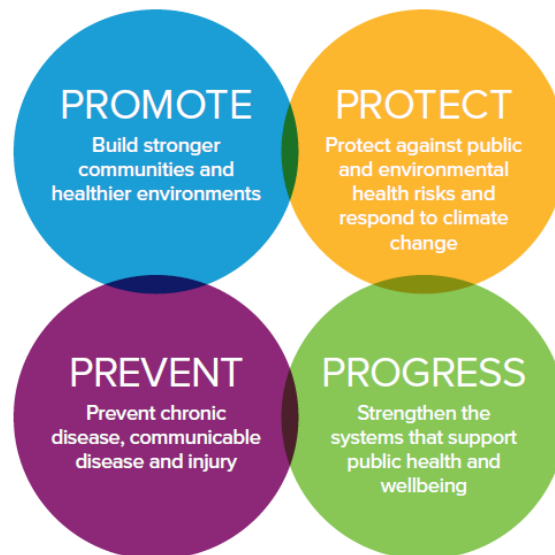 PROMOTE
Build stronger
communities and
healthier environments
PROTECT
Protect against public
and environmental
health risks and
respond to climate
change
PREVENT
Prevent chronic
disease, communicable
disease and injury
PROGRESS
Strengthen the
systems that support
public health and
wellbeing